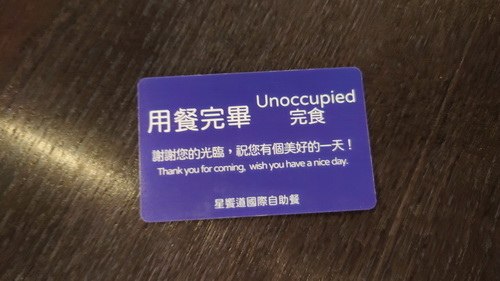 用餐完畢 Unoccupied
完食
謝謝您的光臨，祝您有個美好的一天！
Thank you for coming, wish you have a nice day.
星饗道國際自助餐